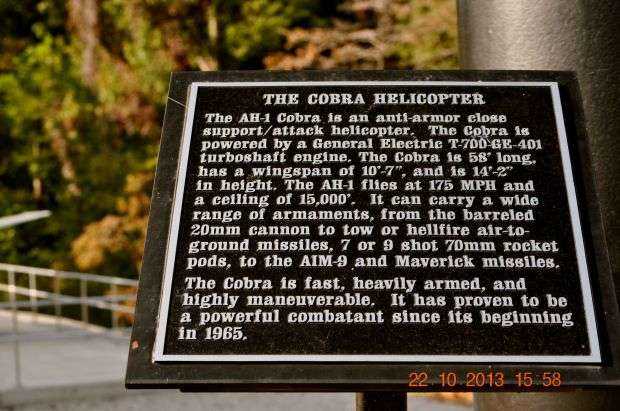 THE COBRA HELICOPTER
The AH-1 Cobra is an anti-armor close
support/attack helicopter. The Cobra is
powered by a General Electric T-700-GE-401
turboshaft engine. The Cobra is 58' long,
has a wingspan of 10'-7", and is 14'-2"
in height. The AH-1 flies at 175 MPH and
a ceiling of 15,000'. It can carry a wide
range of armaments, from the barreled
20mm cannon to tow or hellfire air-to-
ground missiles, 7 or 9 shot 70mm rocket
pods, to the AIM-9 and Maverick missiles.
The Cobra is fast, heavily armed, and
highly maneuverable. It has proven to be
a powerful combatant since its beginning
in 1965.
22 10 2013 15 58